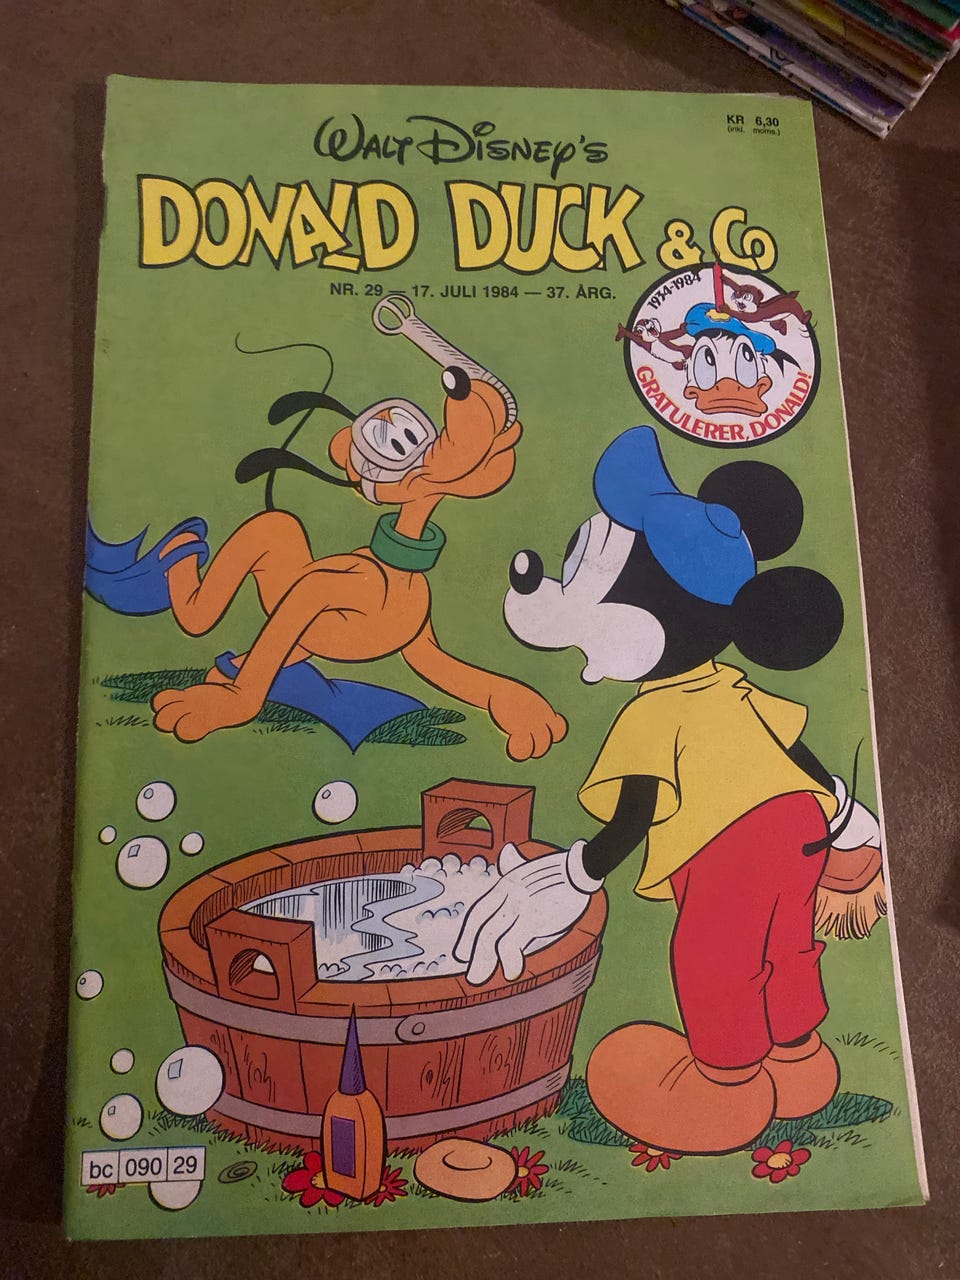 WALT DISNEY'S
KR 6,30
(inkl. moms.)
DONALD DUCK & Co
NR. 29 — 17. JULI 1984 — 37. ÅRG.
1934-1984
GRATULERER, DONALD!
bc 090 29